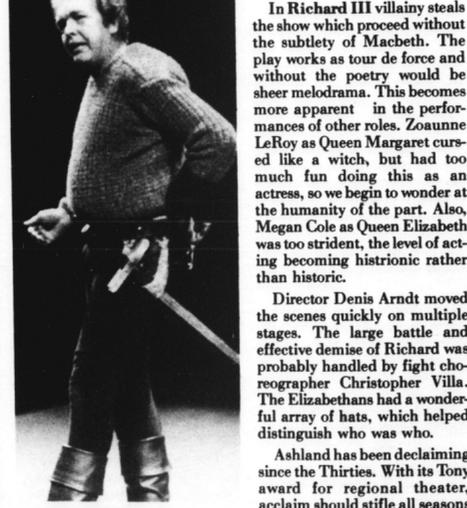 In Richard III villainy steals
the show which proceed without
the subtlety of Macbeth. The
play works as tour de force and
without the poetry would be
sheer melodrama. This becomes
more apparent in the perfor-
mances of other roles. Zoaunne
LeRoy as Queen Margaret curs-
ed like a witch, but had too
much fun doing this as an
actress, so we begin to wonder at
the humanity of the part. Also,
Megan Cole as Queen Elizabeth
was too strident, the level of act-
ing becoming histrionic rather
than historic.
Director Denis Arndt moved
the scenes quickly on multiple
stages. The large battle and
effective demise of Richard was
probably handled by fight cho-
reographer Christopher Villa.
The Elizabethans had a wonder-
ful array of hats, which helped
distinguish who was who.
Ashland has been declaiming
since the Thirties. With its Tony
award for regional theater,
acclaim should stifle all seasons